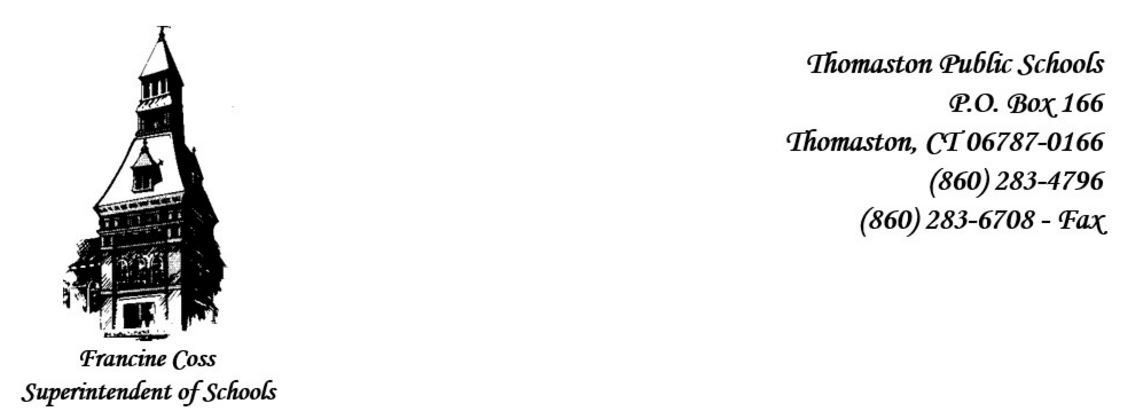 Thomaston Public Schools
P.O. Box 166
Thomaston, CT 06787-0166
(860) 283-4796
(860) 283-6708 - Fax
Francine Coss
Superintendent of Schools